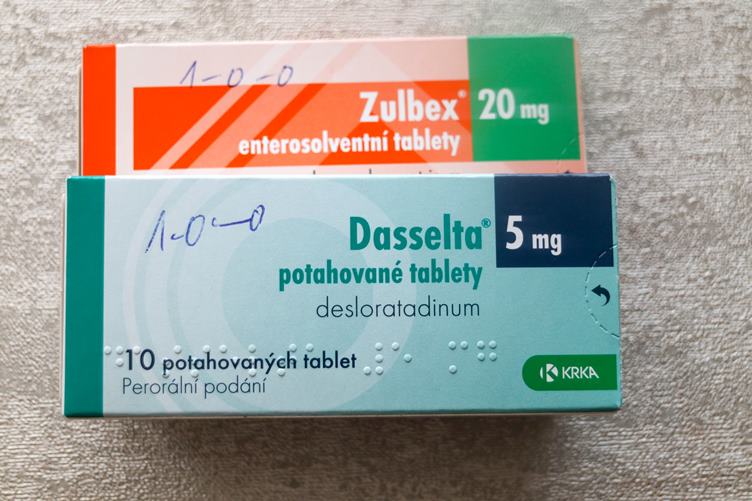 1-0-0
Zulbex® 20 mg
enterosolventní tablety
1-0-0
Dasselta® 5 mg
potahované tablety
desloratadinum
10 potahovaných tablet
Perorální podání
KRKA